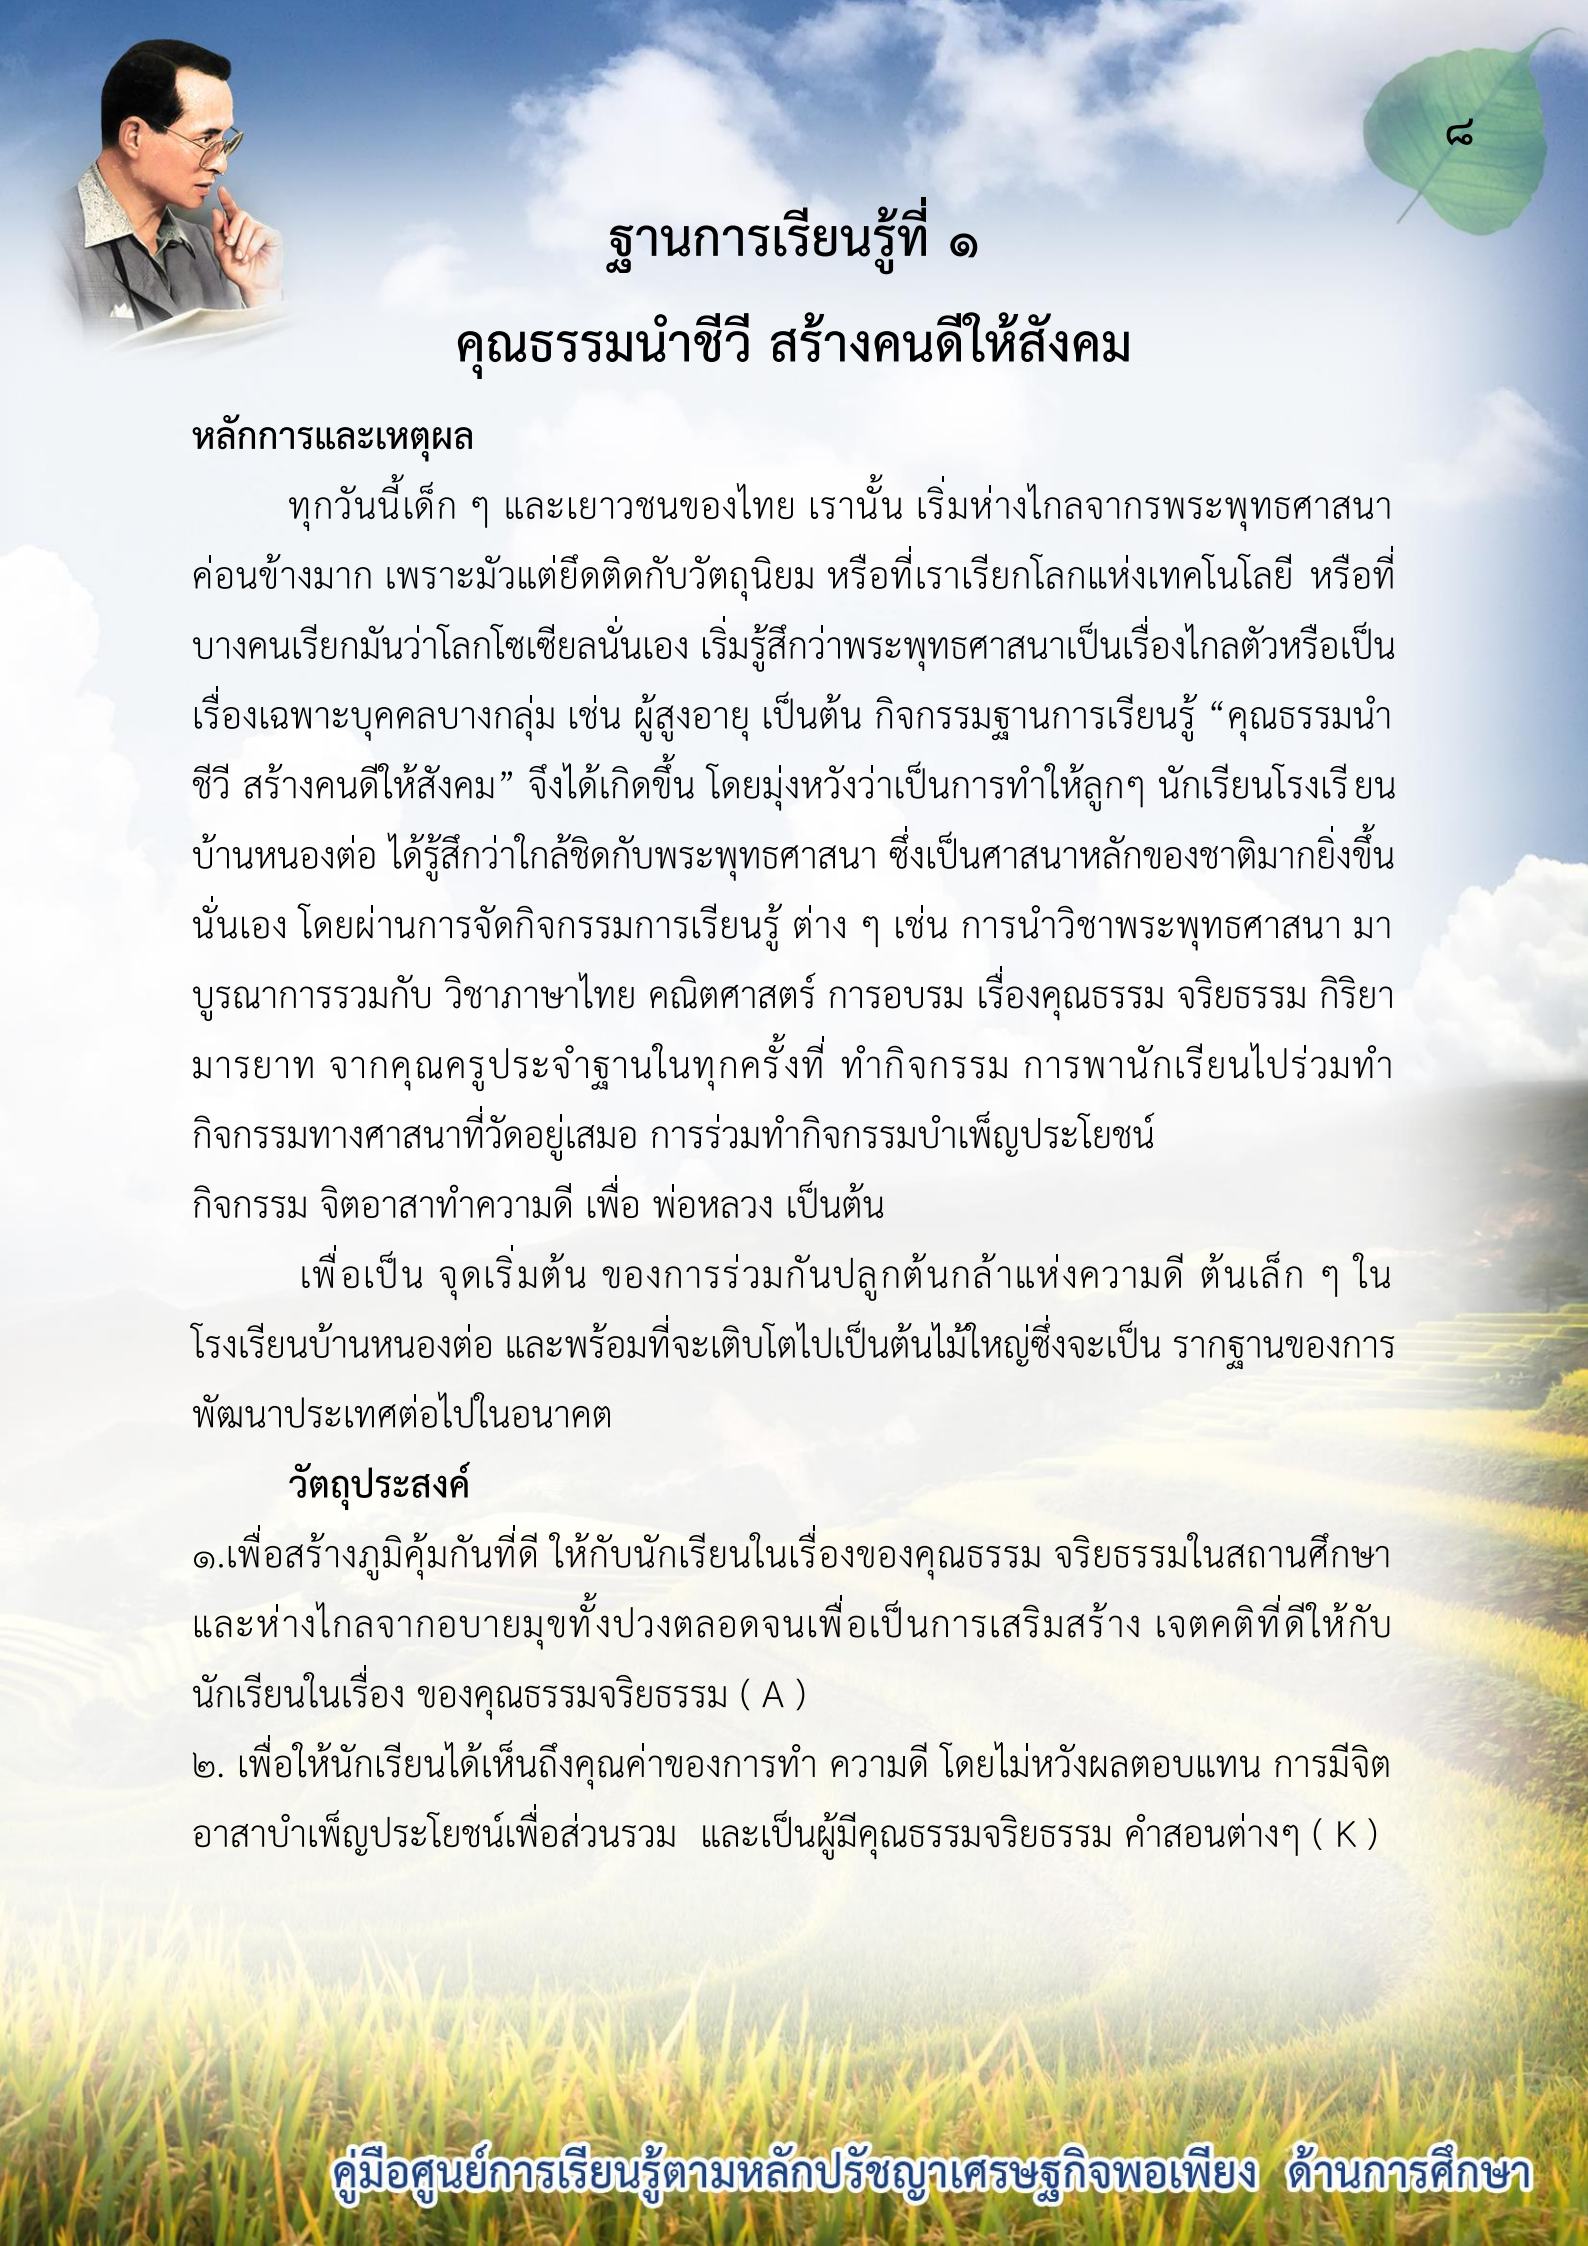 ๘
ฐานการเรียนรู้ที่ ๑
คุณธรรมนำชีวี สร้างคนดีให้สังคม
หลักการและเหตุผล
ทุกวันนี้เด็ก ๆ และเยาวชนของไทย เรานั้น เริ่มห่างไกลจากรพระพุทธศาสนา
ค่อนข้างมาก เพราะมัวแต่ยึดติดกับวัตถุนิยม หรือที่เราเรียกโลกแห่งเทคโนโลยี หรือที่
บางคนเรียกมันว่าโลกโซเซียลนั่นเอง เริ่มรู้สึกว่าพระพุทธศาสนาเป็นเรื่องไกลตัวหรือเป็น
เรื่องเฉพาะบุคคลบางกลุ่ม เช่น ผู้สูงอายุ เป็นต้น กิจกรรมฐานการเรียนรู้ “คุณธรรมนำ
ชีวี สร้างคนดีให้สังคม” จึงได้เกิดขึ้น โดยมุ่งหวังว่าเป็นการทำให้ลูกๆ นักเรียนโรงเรียน
บ้านหนองต่อ ได้รู้สึกว่าใกล้ชิดกับพระพุทธศาสนา ซึ่งเป็นศาสนาหลักของชาติมากยิ่งขึ้น
นั่นเอง โดยผ่านการจัดกิจกรรมการเรียนรู้ ต่าง ๆ เช่น การนำวิชาพระพุทธศาสนา มา
บูรณาการรวมกับ วิชาภาษาไทย คณิตศาสตร์ การอบรม เรื่องคุณธรรม จริยธรรม กิริยา
มารยาท จากคุณครูประจำฐานในทุกครั้งที่ ทำกิจกรรม การพานักเรียนไปร่วมทำ
กิจกรรมทางศาสนาที่วัดอยู่เสมอ การร่วมทำกิจกรรมบำเพ็ญประโยชน์
กิจกรรม จิตอาสาทำความดี เพื่อ พ่อหลวง เป็นต้น
เพื่อเป็น จุดเริ่มต้น ของการร่วมกันปลูกต้นกล้าแห่งความดี ต้นเล็ก ๆ ใน
โรงเรียนบ้านหนองต่อ และพร้อมที่จะเติบโตไปเป็นต้นไม้ใหญ่ซึ่งจะเป็น รากฐานของการ
พัฒนาประเทศต่อไปในอนาคต
วัตถุประสงค์
๑.เพื่อสร้างภูมิคุ้มกันที่ดี ให้กับนักเรียนในเรื่องของคุณธรรม จริยธรรมในสถานศึกษา
และห่างไกลจากอบายมุขทั้งปวงตลอดจนเพื่อเป็นการเสริมสร้าง เจตคติที่ดีให้กับ
นักเรียนในเรื่อง ของคุณธรรมจริยธรรม ( A )
๒. เพื่อให้นักเรียนได้เห็นถึงคุณค่าของการทำ ความดี โดยไม่หวังผลตอบแทน การมีจิต
อาสาบำเพ็ญประโยชน์เพื่อส่วนรวม และเป็นผู้มีคุณธรรมจริยธรรม คำสอนต่างๆ ( K )
คู่มือศูนย์การเรียนรู้ตามหลักปรัชญาเศรษฐกิจพอเพียง ด้านการศึกษา